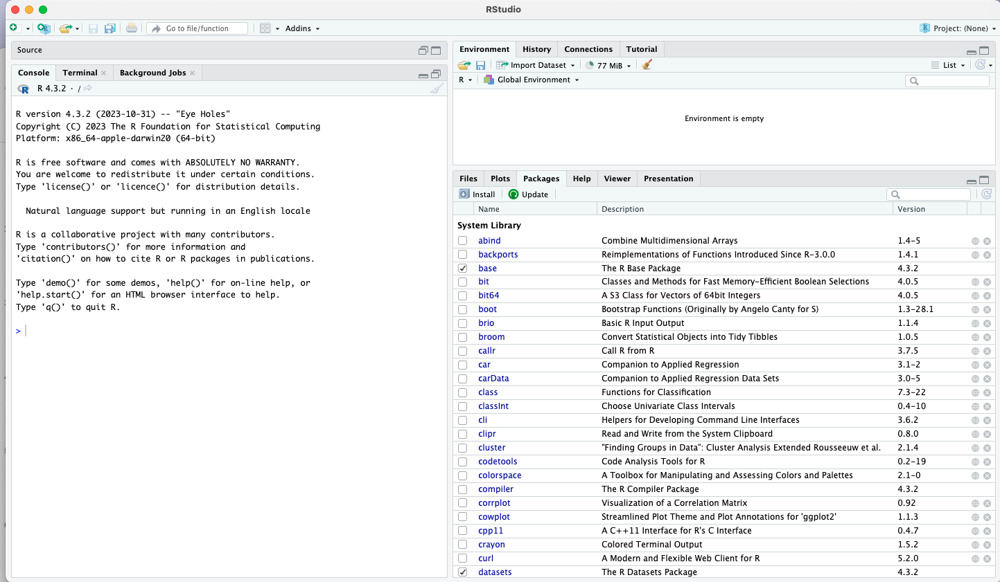 RStudio
Go to file/function
Addins
Project: (None)
Source
Console Terminal Background Jobs
R 4.3.2 · /
R version 4.3.2 (2023-10-31) -- "Eye Holes"
Copyright (C) 2023 The R Foundation for Statistical Computing
Platform: x86_64-apple-darwin20 (64-bit)
R is free software and comes with ABSOLUTELY NO WARRANTY.
You are welcome to redistribute it under certain conditions.
Type 'license()' or 'licence()' for distribution details.
Natural language support but running in an English locale
R is a collaborative project with many contributors.
Type 'contributors()' for more information and
'citation()' on how to cite R or R packages in publications.
Type 'demo()' for some demos, 'help()' for on-line help, or
'help.start()' for an HTML browser interface to help.
Type 'q()' to quit R.
>
Environment History Connections Tutorial
Import Dataset 77 MiB List
R Global Environment
Environment is empty
Files Plots Packages Help Viewer Presentation
Install Update
Name Description Version
System Library
abind Combine Multidimensional Arrays 1.4-5
backports Reimplementations of Functions Introduced Since R-3.0.0 1.4.1
base The R Base Package 4.3.2
bit Classes and Methods for Fast Memory-Efficient Boolean Selections 4.0.5
bit64 A S3 Class for Vectors of 64bit Integers 4.0.5
boot Bootstrap Functions (Originally by Angelo Canty for S) 1.3-28.1
brio Basic R Input Output 1.1.4
broom Convert Statistical Objects into Tidy Tibbles 1.0.5
callr Call R from R 3.7.5
car Companion to Applied Regression 3.1-2
carData Companion to Applied Regression Data Sets 3.0-5
class Functions for Classification 7.3-22
classInt Choose Univariate Class Intervals 0.4-10
cli Helpers for Developing Command Line Interfaces 3.6.2
clipr Read and Write from the System Clipboard 0.8.0
cluster "Finding Groups in Data": Cluster Analysis Extended Rousseeuw et al. 2.1.4
codetools Code Analysis Tools for R 0.2-19
colorspace A Toolbox for Manipulating and Assessing Colors and Palettes 2.1-0
compiler The R Compiler Package 4.3.2
corrplot Visualization of a Correlation Matrix 0.92
cowplot Streamlined Plot Theme and Plot Annotations for 'ggplot2' 1.1.3
cpp11 A C++11 Interface for R's C Interface 0.4.7
crayon Colored Terminal Output 1.5.2
curl A Modern and Flexible Web Client for R 5.2.0
datasets The R Datasets Package 4.3.2